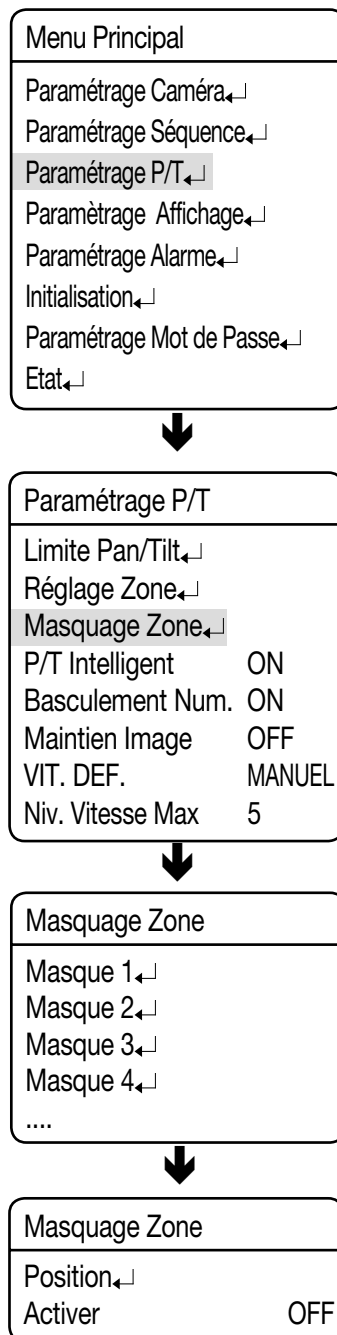 Menu Principal
Paramétrage Caméra↵
Paramétrage Séquence↵
Paramétrage P/T↵
Paramètrage Affichage↵
Paramétrage Alarme↵
Initialisation↵
Paramétrage Mot de Passe↵
Etat↵
Paramétrage P/T
Limite Pan/Tilt↵
Réglage Zone↵
Masquage Zone↵
P/T Intelligent ON
Basculement Num. ON
Maintien Image OFF
VIT. DEF. MANUEL
Niv. Vitesse Max 5
Masquage Zone
Masque 1↵
Masque 2↵
Masque 3↵
Masque 4↵
....
Masquage Zone
Position↵
Activer OFF